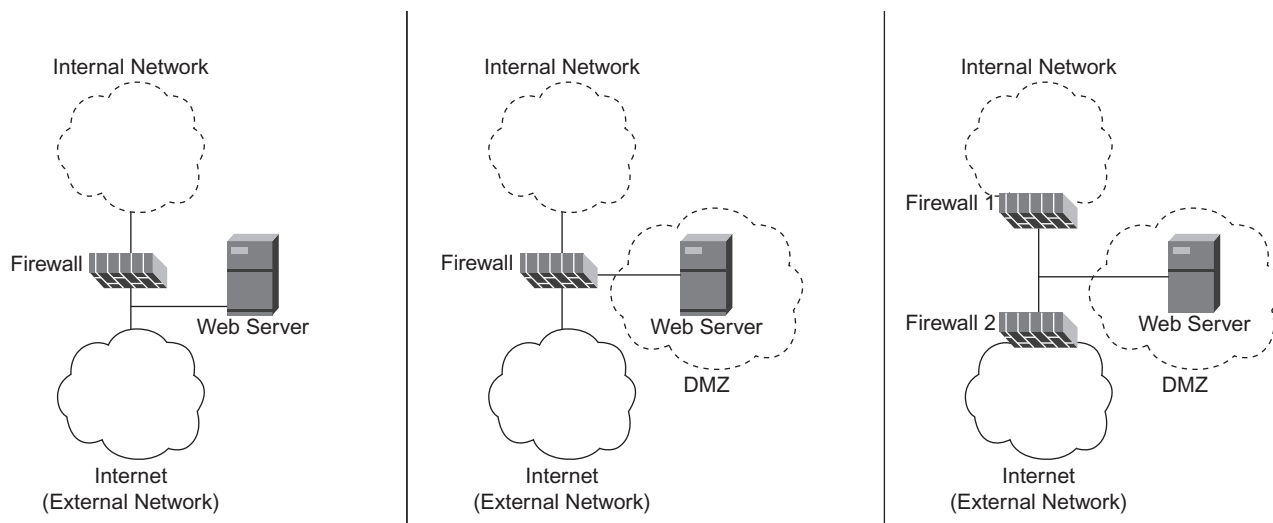 Internal Network
Firewall
Web Server
Internet
(External Network)
Internal Network
Firewall
Web Server
DMZ
Internet
(External Network)
Internal Network
Firewall 1
Firewall 2
Web Server
DMZ
Internet
(External Network)